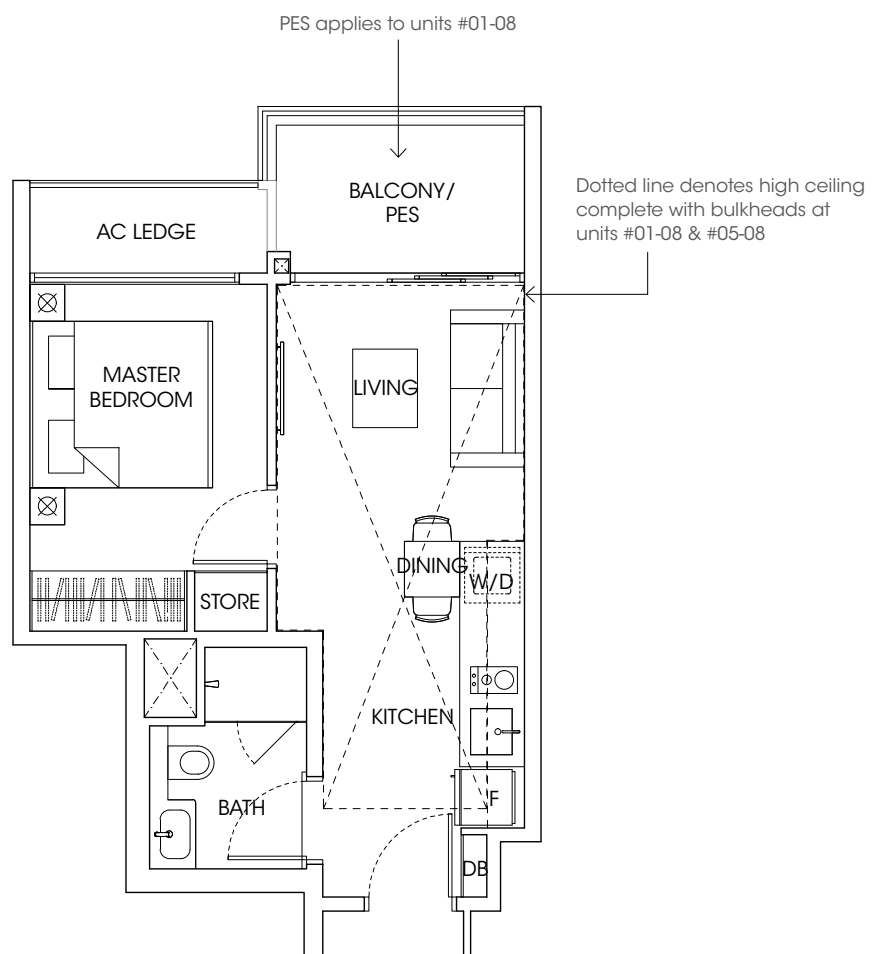 PES applies to units #01-08
BALCONY/
PES
Dotted line denotes high ceiling
complete with bulkheads at
units #01-08 & #05-08
AC LEDGE
MASTER
BEDROOM
LIVING
DINING
W/D
STORE
KITCHEN
F
BATH
DB